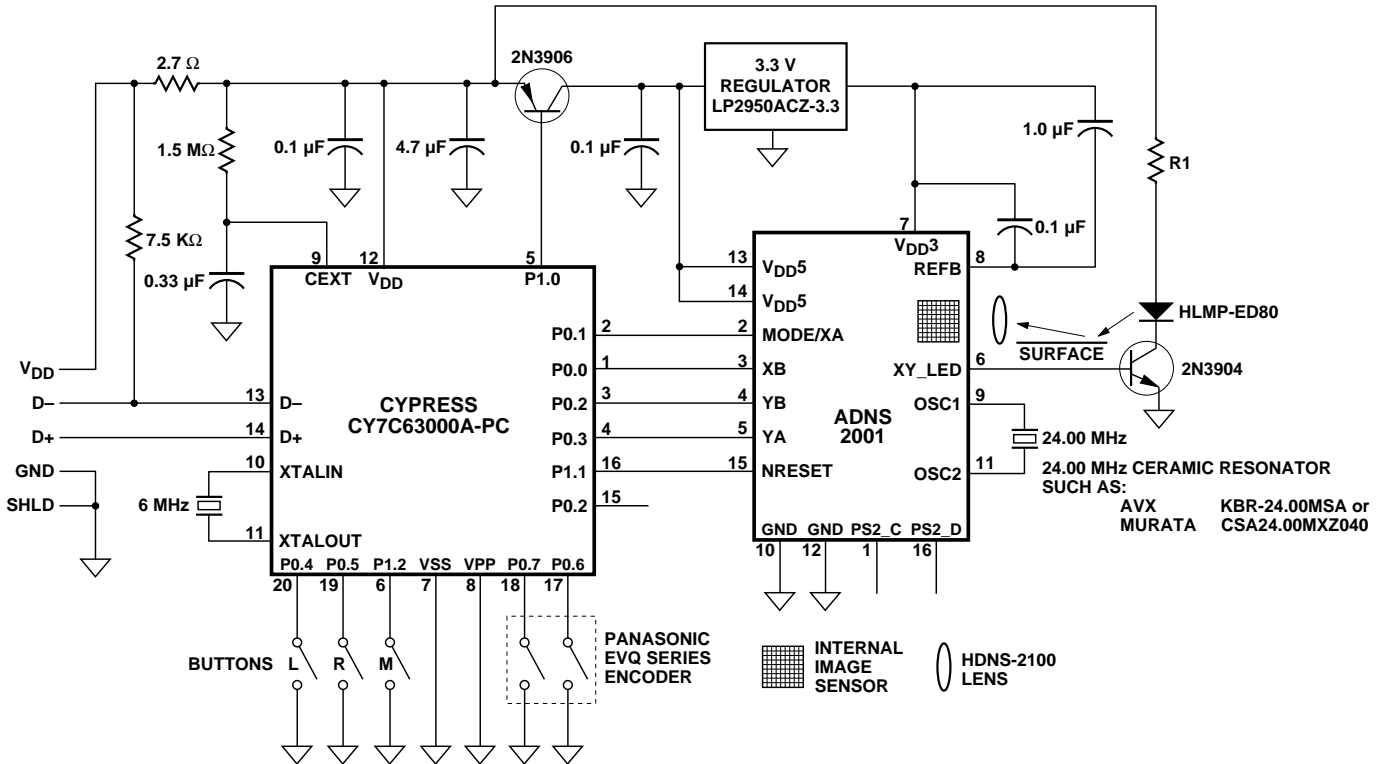 2N3906
2.7 Ω
3.3 V
REGULATOR
LP2950ACZ-3.3
1.5 MΩ
0.1 µF
4.7 µF
0.1 µF
1.0 µF
R1
7.5 KΩ
0.33 µF
0.1 µF
9
12
5
CEXT
VDD
P1.0
7
VDD3
REFB
8
13
VDD5
14
VDD5
P0.1
2
2
MODE/XA
P0.0
1
3
XB
P0.2
3
4
YB
P0.3
4
5
YA
P1.1
16
15
NRESET
P0.2
15
HLMP-ED80
SURFACE
XY_LED
6
2N3904
OSC1
9
ADNS
2001
24.00 MHz
OSC2
11
24.00 MHz CERAMIC RESONATOR
SUCH AS:
AVX KBR-24.00MSA or
MURATA CSA24.00MXZ040
VDD
D–
13
D–
CYPRESS
CY7C63000A-PC
D+
14
D+
GND
10
XTALIN
SHLD
6 MHz
11
XTALOUT
P0.4 P0.5 P1.2 VSS VPP P0.7 P0.6
20 19 6 7 8 18 17
GND GND PS2_C PS2_D
10 12 1 16
BUTTONS L R M
PANASONIC
EVQ SERIES
ENCODER
INTERNAL
IMAGE
SENSOR
HDNS-2100
LENS